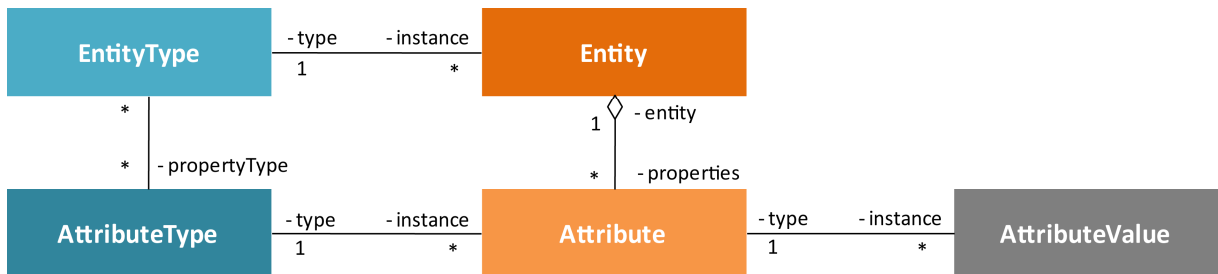 EntityType
- type
- instance
Entity
1
*
*
1
- entity
*
- propertyType
*
- properties
AttributeType
- type
- instance
Attribute
- type
- instance
AttributeValue
1
*
1
*